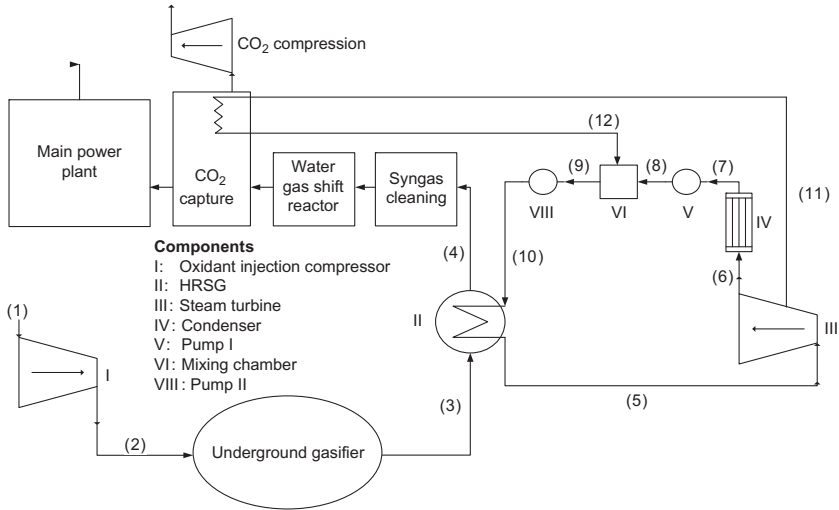 CO₂ compression
Main power
plant
CO₂
capture
Water
gas shift
reactor
Syngas
cleaning
(12)
(9)
(8)
(7)
VIII
VI
V
IV
(11)
(4)
(10)
(6)
Components
I: Oxidant injection compressor
II: HRSG
III: Steam turbine
IV: Condenser
V: Pump I
VI: Mixing chamber
VIII: Pump II
II
III
(1)
I
(5)
(3)
(2)
Underground gasifier